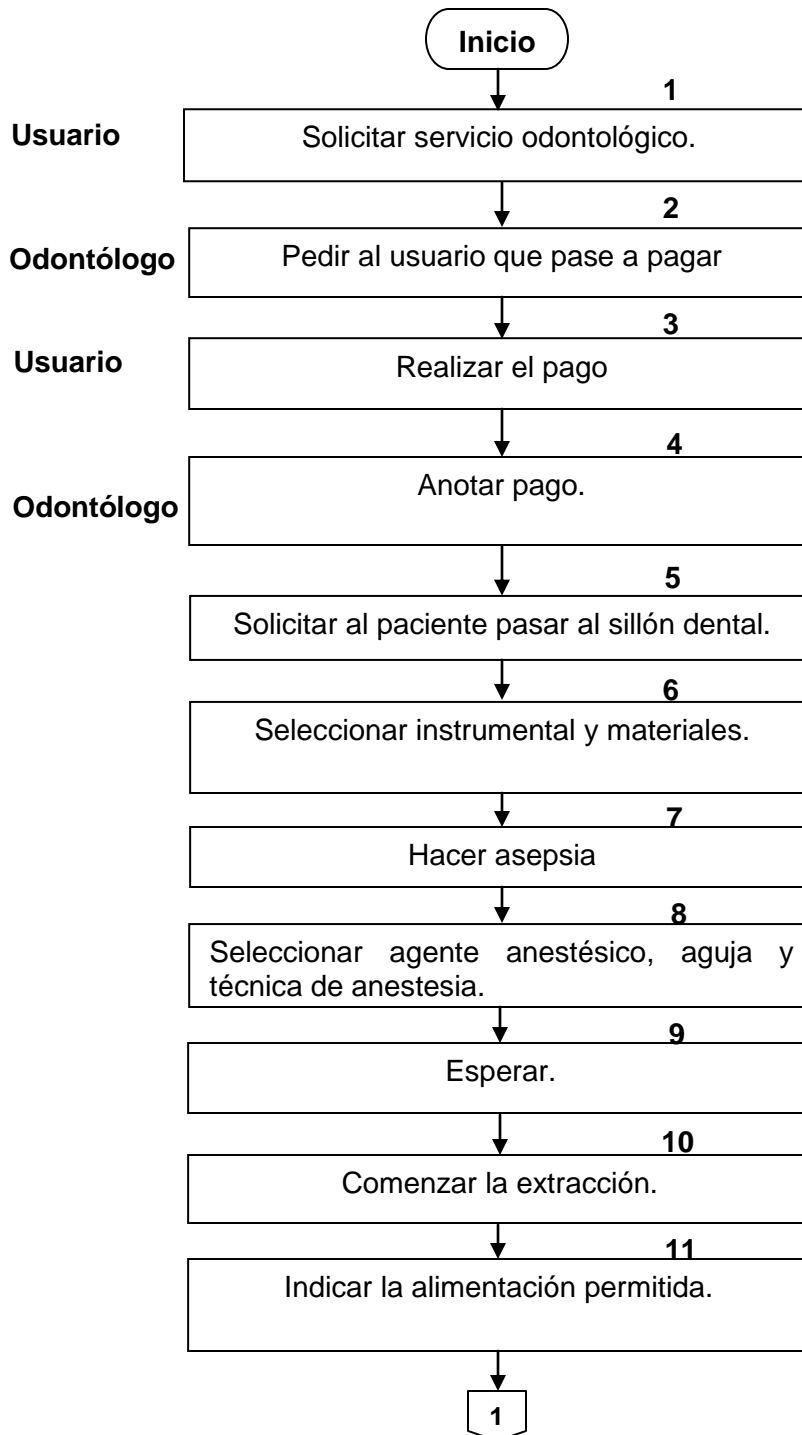 Inicio
1
Usuario
Solicitar servicio odontológico.
2
Odontólogo
Pedir al usuario que pase a pagar
3
Usuario
Realizar el pago
4
Anotar pago.
Odontólogo
5
Solicitar al paciente pasar al sillón dental.
6
Seleccionar instrumental y materiales.
7
Hacer asepsia
8
Seleccionar agente anestésico, aguja y
técnica de anestesia.
9
Esperar.
10
Comenzar la extracción.
11
Indicar la alimentación permitida.
1